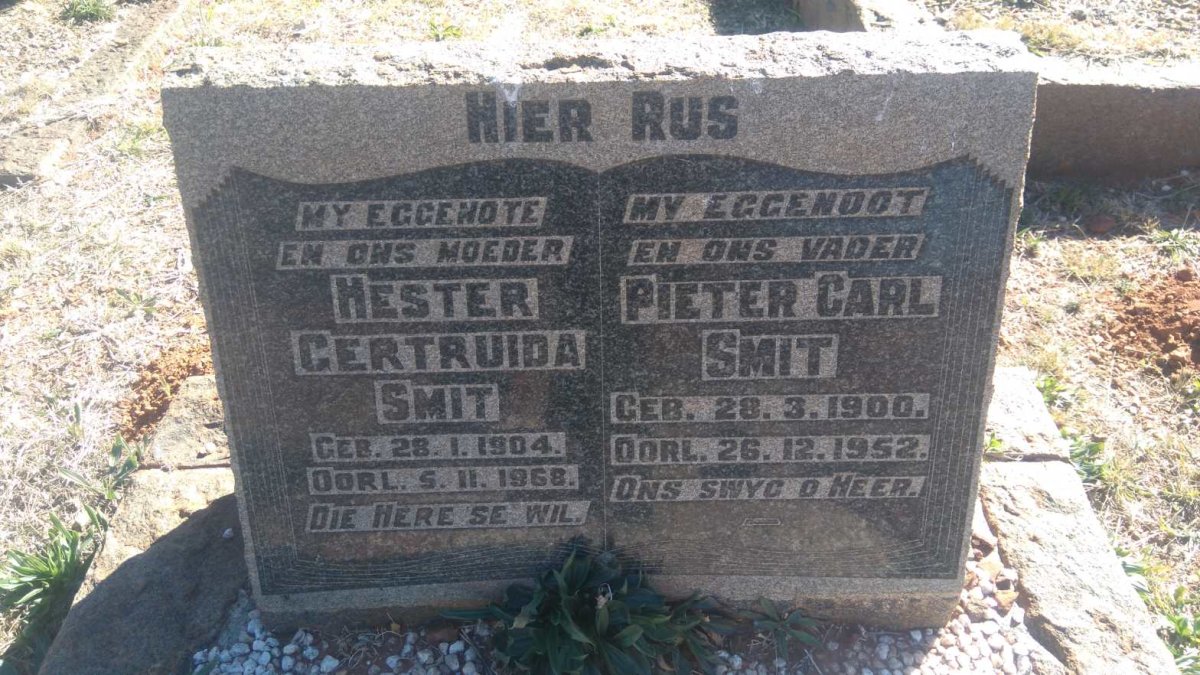 HIER RUS
MY EGGENOTE
EN ONS MOEDER
HESTER
GERTRUIDA
SMIT
GEB. 28. 1. 1904.
OORL. 5. 11. 1968.
DIE HERE SE WIL.
MY EGGENOOT
EN ONS VADER
PIETER CARL
SMIT
GEB. 28. 3. 1900.
OORL. 26. 12. 1952.
ONS SWYG O HEER.